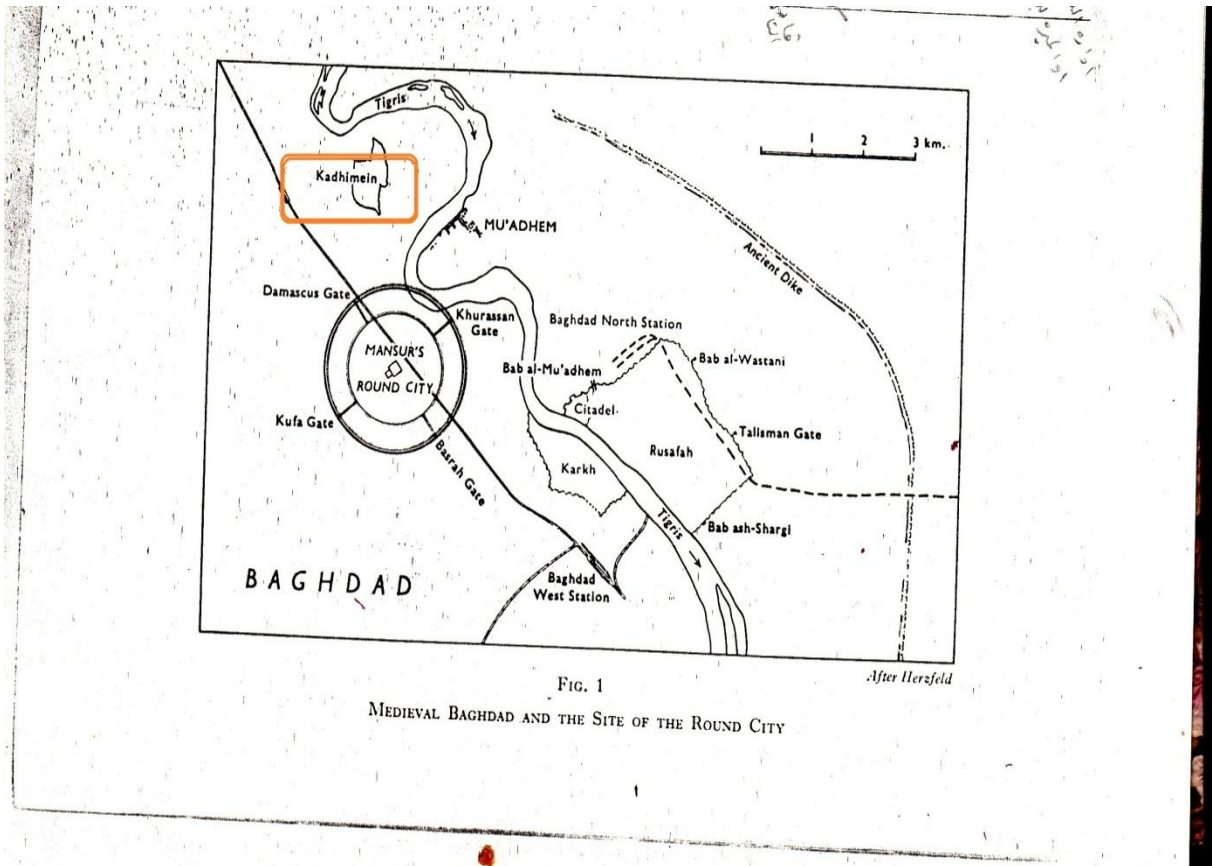 Tigris
1 2 3 km.
Kadhimein
MU'ADHEM
Ancient Dike
Damascus Gate
Khurassan
Gate
Baghdad North Station
MANSUR'S
ROUND CITY
Bab al-Wastani
Bab al-Mu'adhem
Citadel
Kufa Gate
Talisman Gate
Rusafah
Basrah Gate
Karkh
Tigris
Bab ash-Shargi
BAGHDAD
Baghdad
West Station
After Herzfeld
FIG. 1
MEDIEVAL BAGHDAD AND THE SITE OF THE ROUND CITY